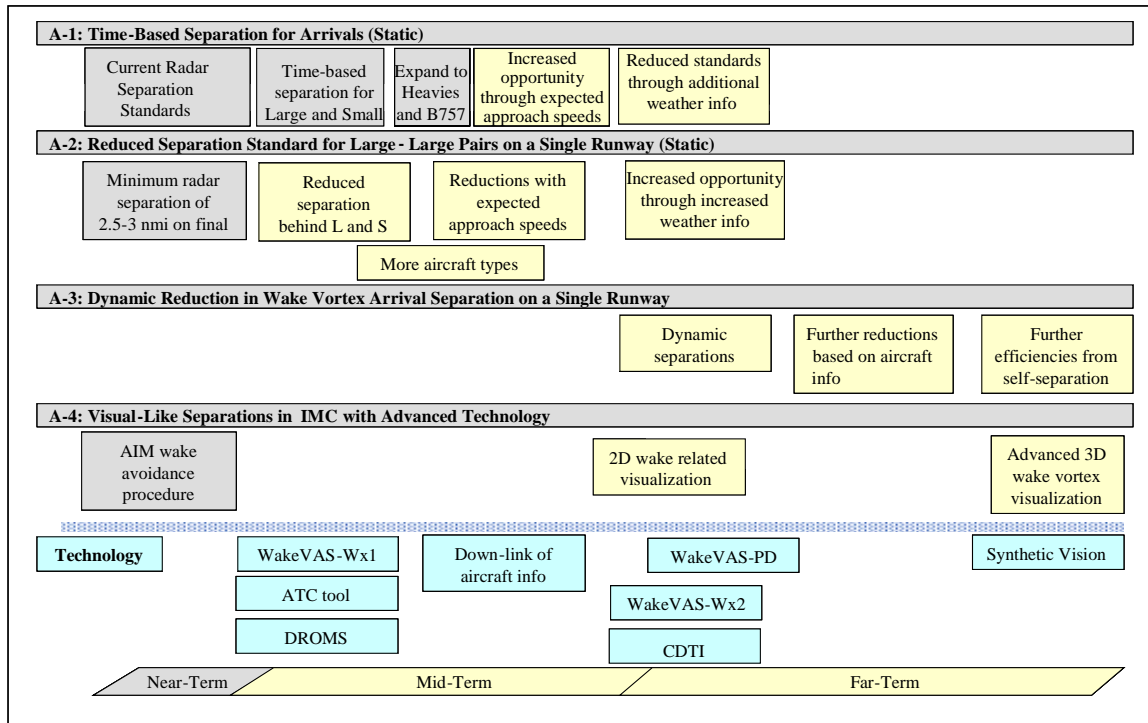 A-1: Time-Based Separation for Arrivals (Static)
Current Radar
Separation
Standards
Time-based
separation for
Large and Small
Expand to
Heavies
and B757
Increased
opportunity
through expected
approach speeds
Reduced standards
through additional
weather info
A-2: Reduced Separation Standard for Large - Large Pairs on a Single Runway (Static)
Minimum radar
separation of
2.5-3 nmi on final
Reduced
separation
behind L and S
Reductions with
expected
approach speeds
Increased opportunity
through increased
weather info
More aircraft types
A-3: Dynamic Reduction in Wake Vortex Arrival Separation on a Single Runway
Dynamic
separations
Further reductions
based on aircraft
info
Further
efficiencies from
self-separation
A-4: Visual-Like Separations in IMC with Advanced Technology
AIM wake
avoidance
procedure
2D wake related
visualization
Advanced 3D
wake vortex
visualization
Technology
WakeVAS-Wx1
ATC tool
DROMS
Down-link of
aircraft info
WakeVAS-PD
WakeVAS-Wx2
CDTI
Synthetic Vision
Near-Term
Mid-Term
Far-Term